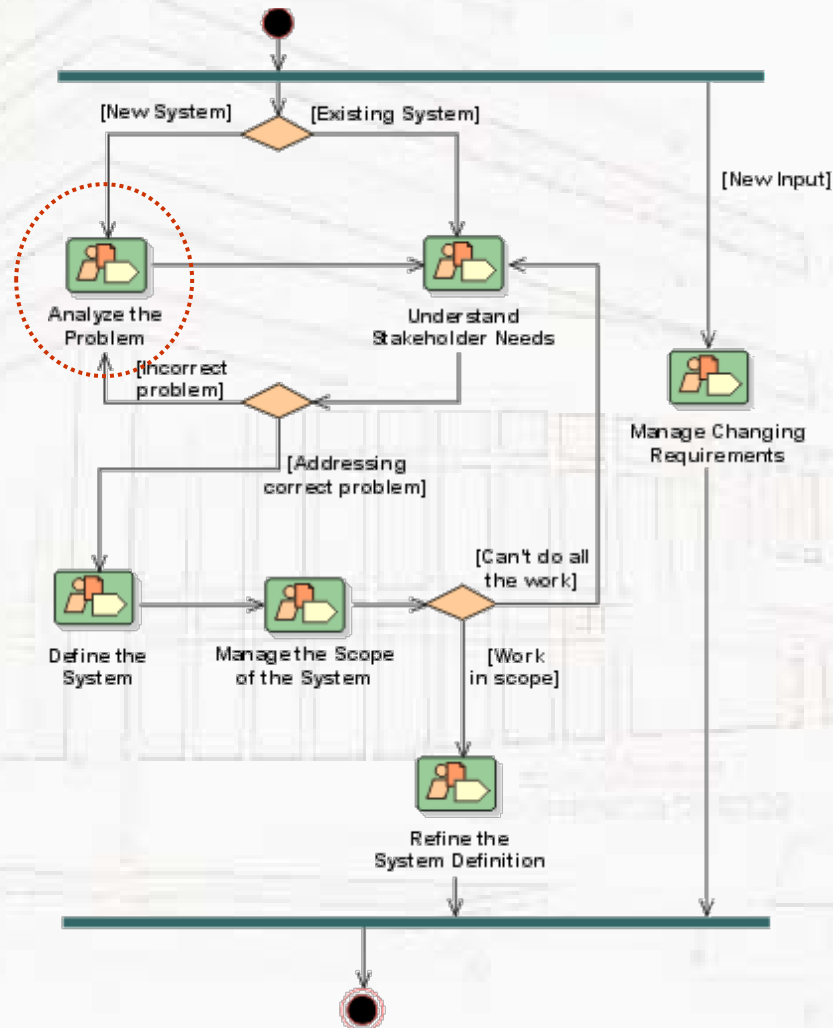 [New System]
[Existing System]
[New Input]
Analyze the
Problem
Understand
Stakeholder Needs
[Incorrect
problem]
Manage Changing
Requirements
[Addressing
correct problem]
[Can't do all
the work]
Define the
System
Manage the Scope
of the System
[Work
in scope]
Refine the
System Definition